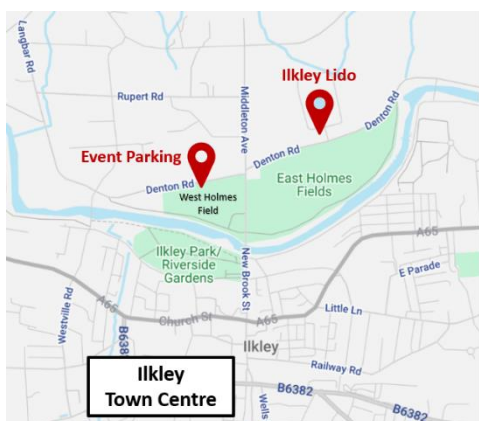 Langbar Rd
Rupert Rd
Middleton Ave
Ilkley Lido
Denton Rd
Event Parking
Denton Rd
Denton Rd
West Holmes
Field
East Holmes
Fields
Ilkley Park/
Riverside
Gardens
New Brook St
A65
E Parade
Westville Rd
A65
Church St
A65
Little Ln
B6382
Ilkley
Railway Rd
B6382
Ilkley
Town Centre
Wells